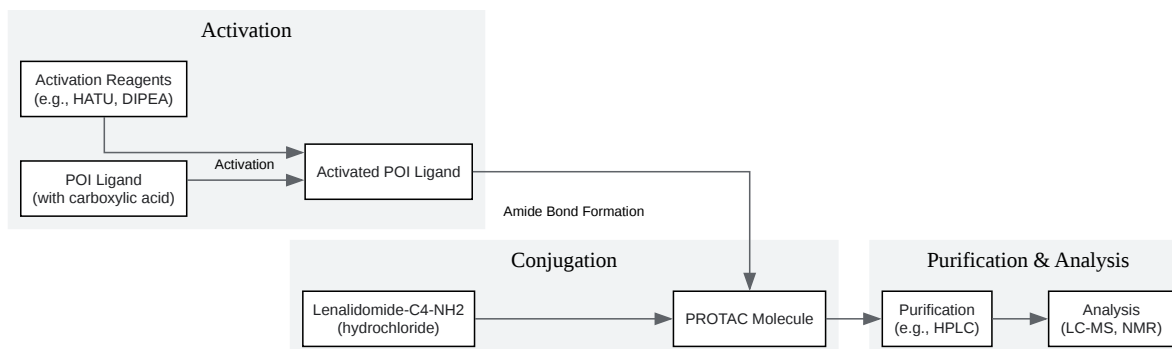 Activation
Activation Reagents
(e.g., HATU, DIPEA)
Activation
POI Ligand
(with carboxylic acid)
Activated POI Ligand
Amide Bond Formation
Conjugation
Lenalidomide-C4-NH2
(hydrochloride)
PROTAC Molecule
Purification & Analysis
Purification
(e.g., HPLC)
Analysis
(LC-MS, NMR)